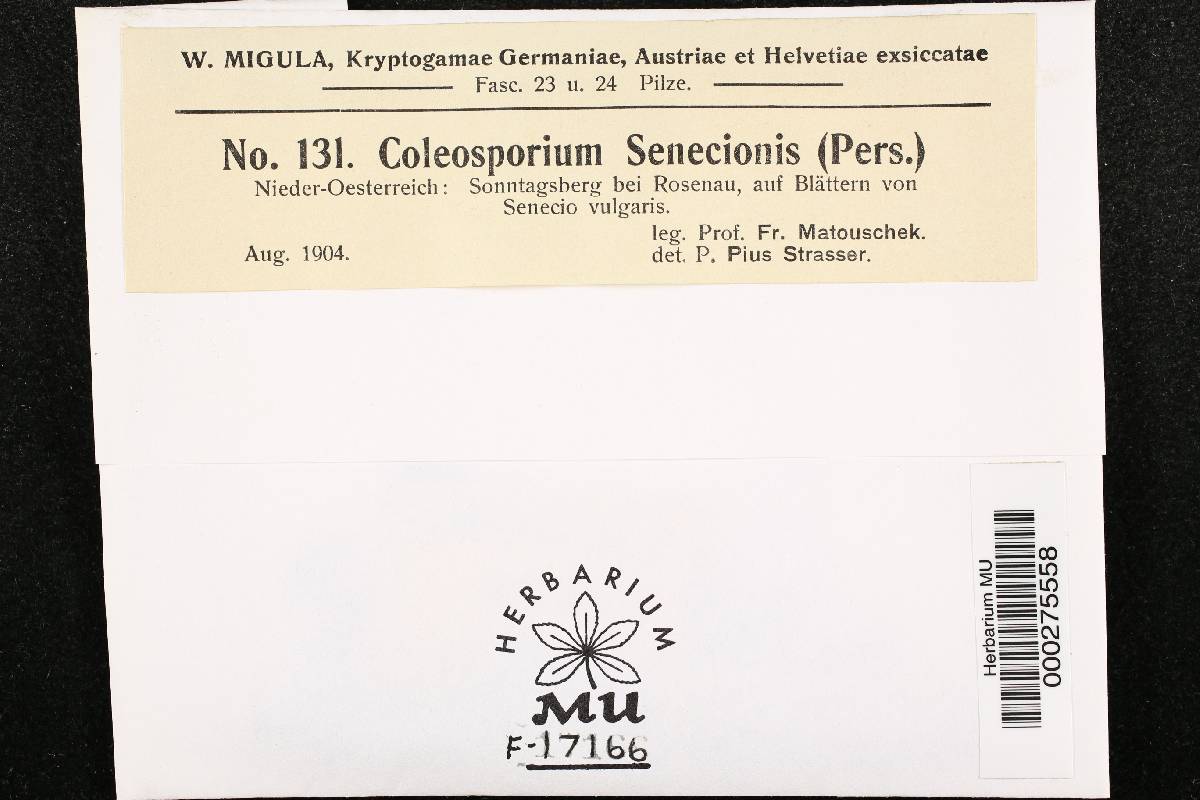 W. MIGULA, Kryptogamae Germaniae, Austriae et Helvetiae exsiccatae
Fasc. 23 u. 24 Pilze.
No. 131. Coleosporium Senecionis (Pers.)
Nieder-Oesterreich: Sonntagsberg bei Rosenau, auf Blättern von
Senecio vulgaris.
leg. Prof. Fr. Matouschek.
Aug. 1904.
det. P. Pius Strasser.
HERBARIUM
MU
F-17166
Herbarium MU
000275558